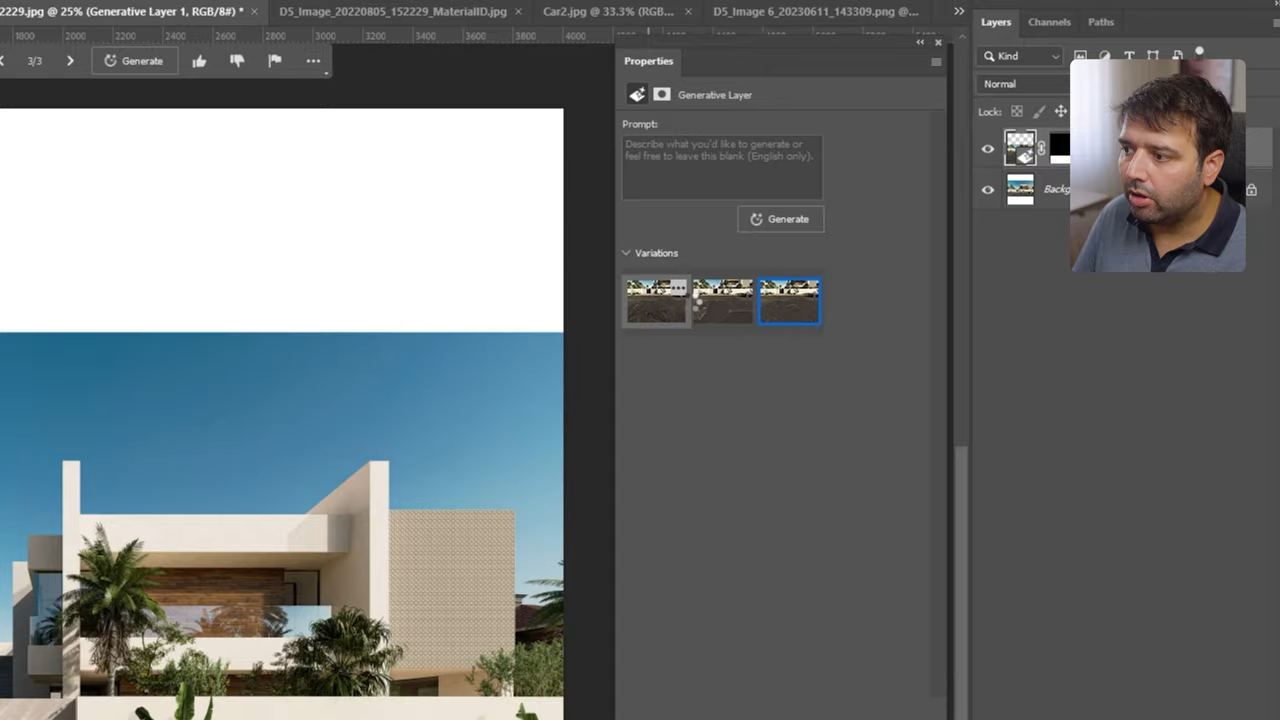 2229.jpg @ 25% (Generative Layer 1, RGB/8#) *
D5_Image_20220805_152229_MaterialID.jpg
Car2.jpg @ 33.3% (RGB...
D5_Image 6_20230611_143309.png @...
1800 2000 2200 2400 2600 2800 3000 3200 3400 3600 3800 4000
3/3
Generate
Properties
Generative Layer
Prompt:
Describe what you'd like to generate or
feel free to leave this blank (English only).
Generate
Variations
Layers
Channels
Paths
Kind
Normal
Lock:
Backg